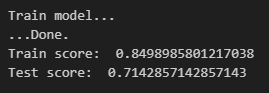 Train model...
...Done.
Train score:  0.8498985801217038
Test score:  0.7142857142857143